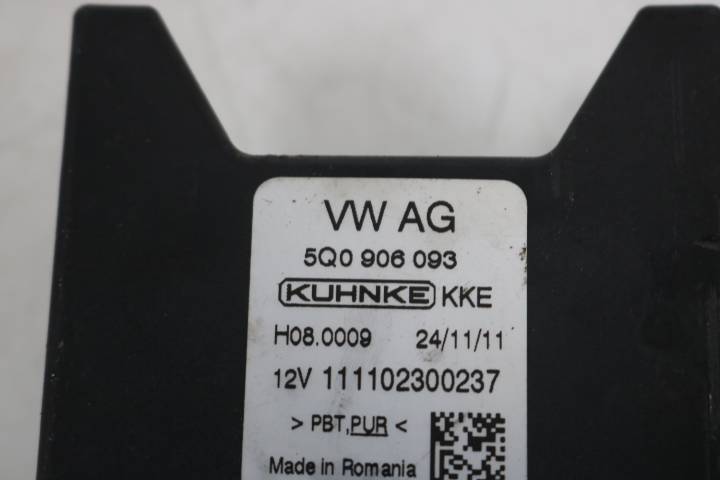 VW AG
5Q0 906 093
KUHNKE KKE
H08.0009 24/11/11
12V 111102300237
> PBT,PUR <
Made in Romania